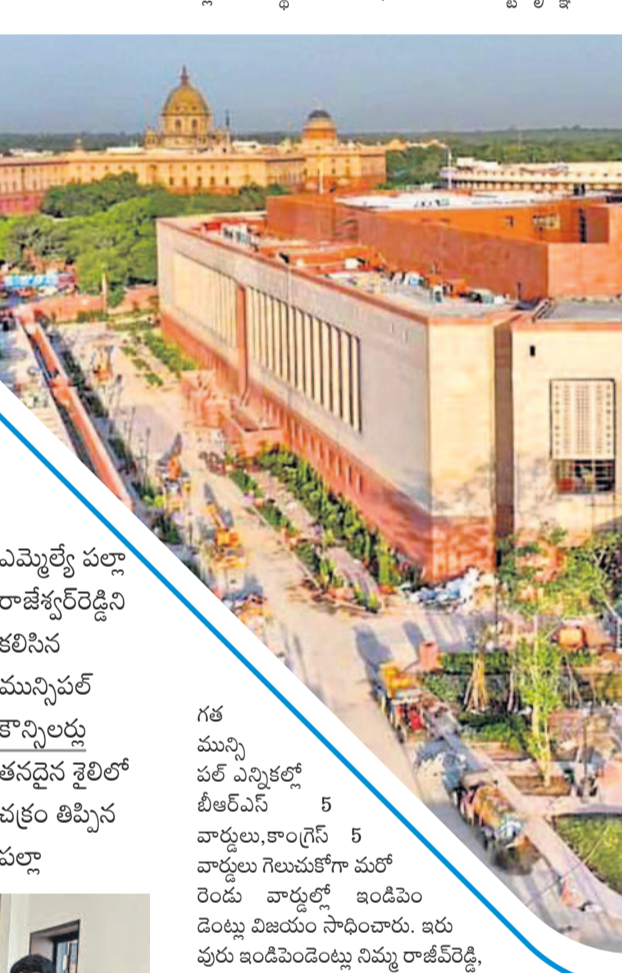 ఎమ్మెల్యే పల్లా
రాజేశ్వర్‌రెడ్డిని
కలిసిన
మున్సిపల్
కౌన్సిలర్లు
తనదైన శైలిలో
చక్రం తిప్పిన
పల్లా
గత
మున్సి
పల్ ఎన్నికల్లో
బీఆర్ఎస్ 5
వార్డులు,కాంగ్రెస్ 5
వార్డులు గెలుచుకోగా మరో
రెండు వార్డుల్లో ఇండిపెం
డెంట్లు విజయం సాధించారు. ఇరు
వురు ఇండిపెండెంట్లు నిమ్మ రాజీవ్‌రెడ్డి,